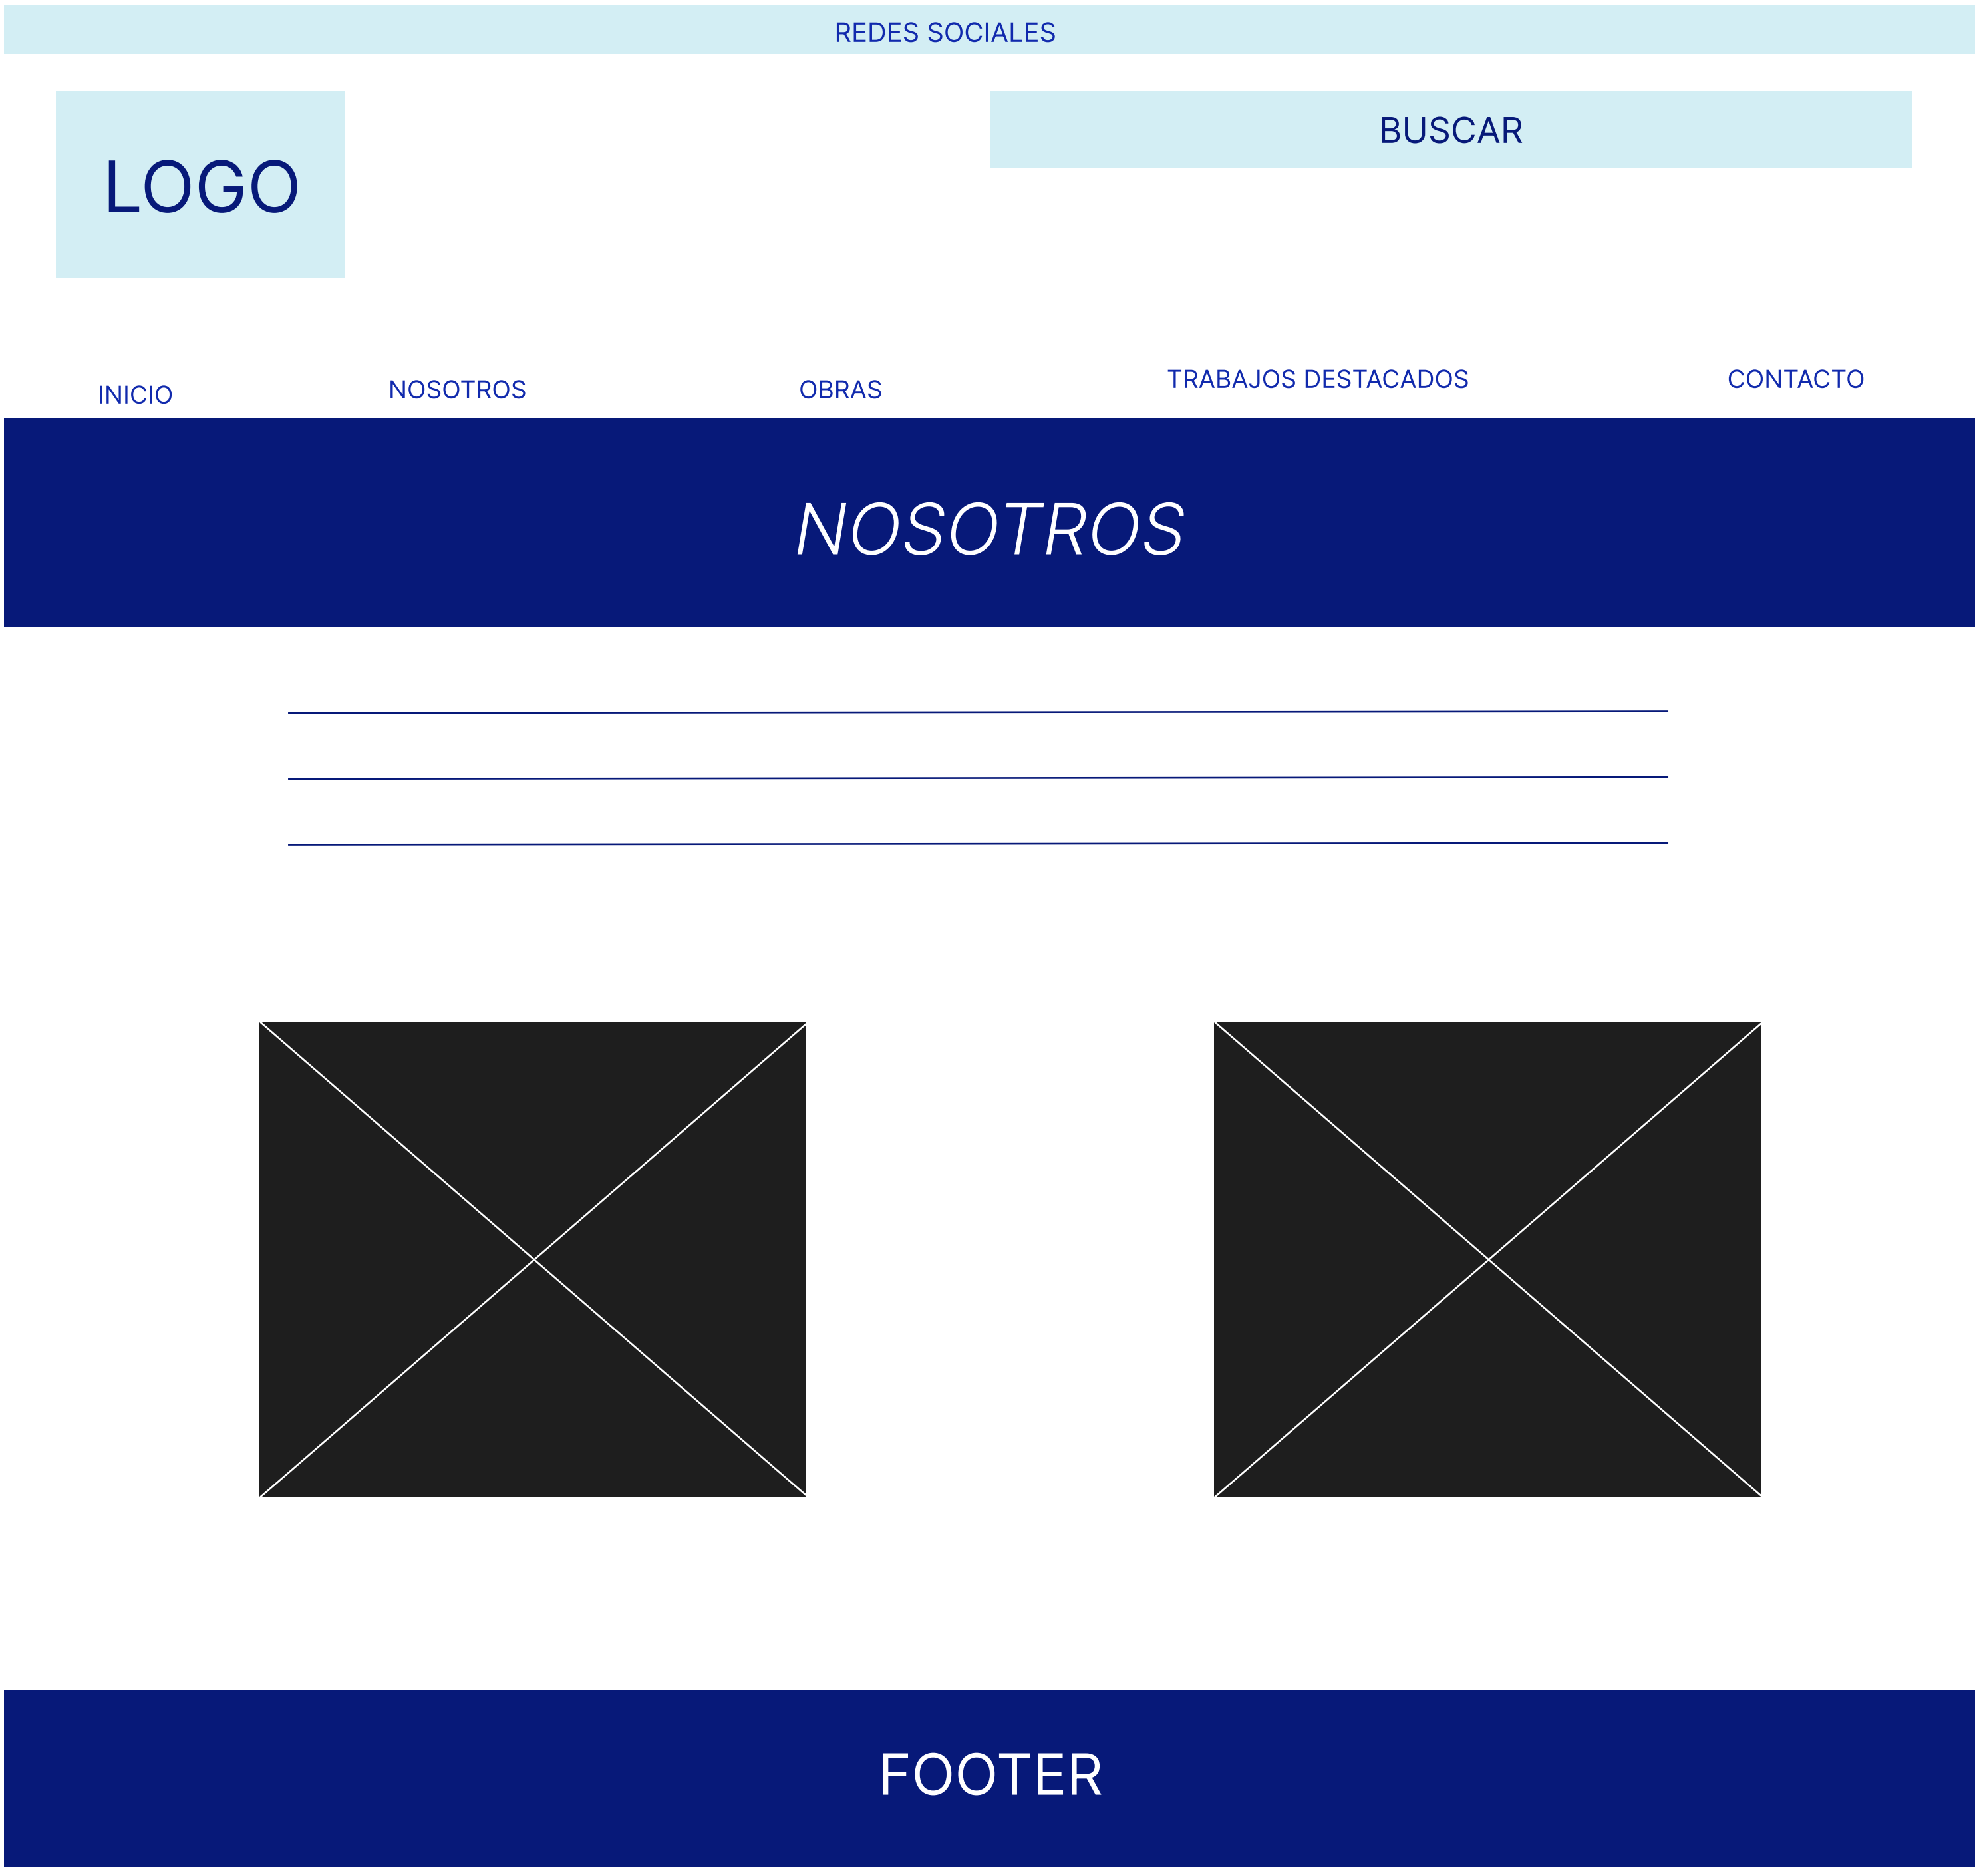 REDES SOCIALES
LOGO
BUSCAR
INICIO
NOSOTROS
OBRAS
TRABAJOS DESTACADOS
CONTACTO
NOSOTROS
FOOTER